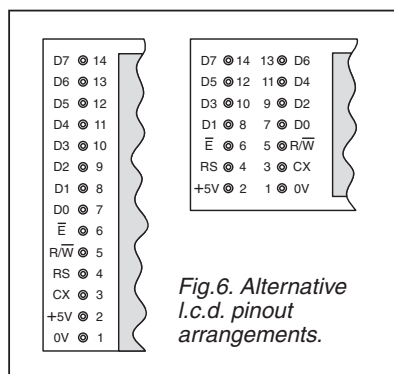 D7 14
D6 13
D5 12
D4 11
D3 10
D2 9
D1 8
D0 7
E̅ 6
R/W̅ 5
RS 4
CX 3
+5V 2
0V 1
D7 14 13 D6
D5 12 11 D4
D3 10 9 D2
D1 8 7 D0
E̅ 6 5 R/W̅
RS 4 3 CX
+5V 2 1 0V
Fig.6. Alternative
l.c.d. pinout
arrangements.